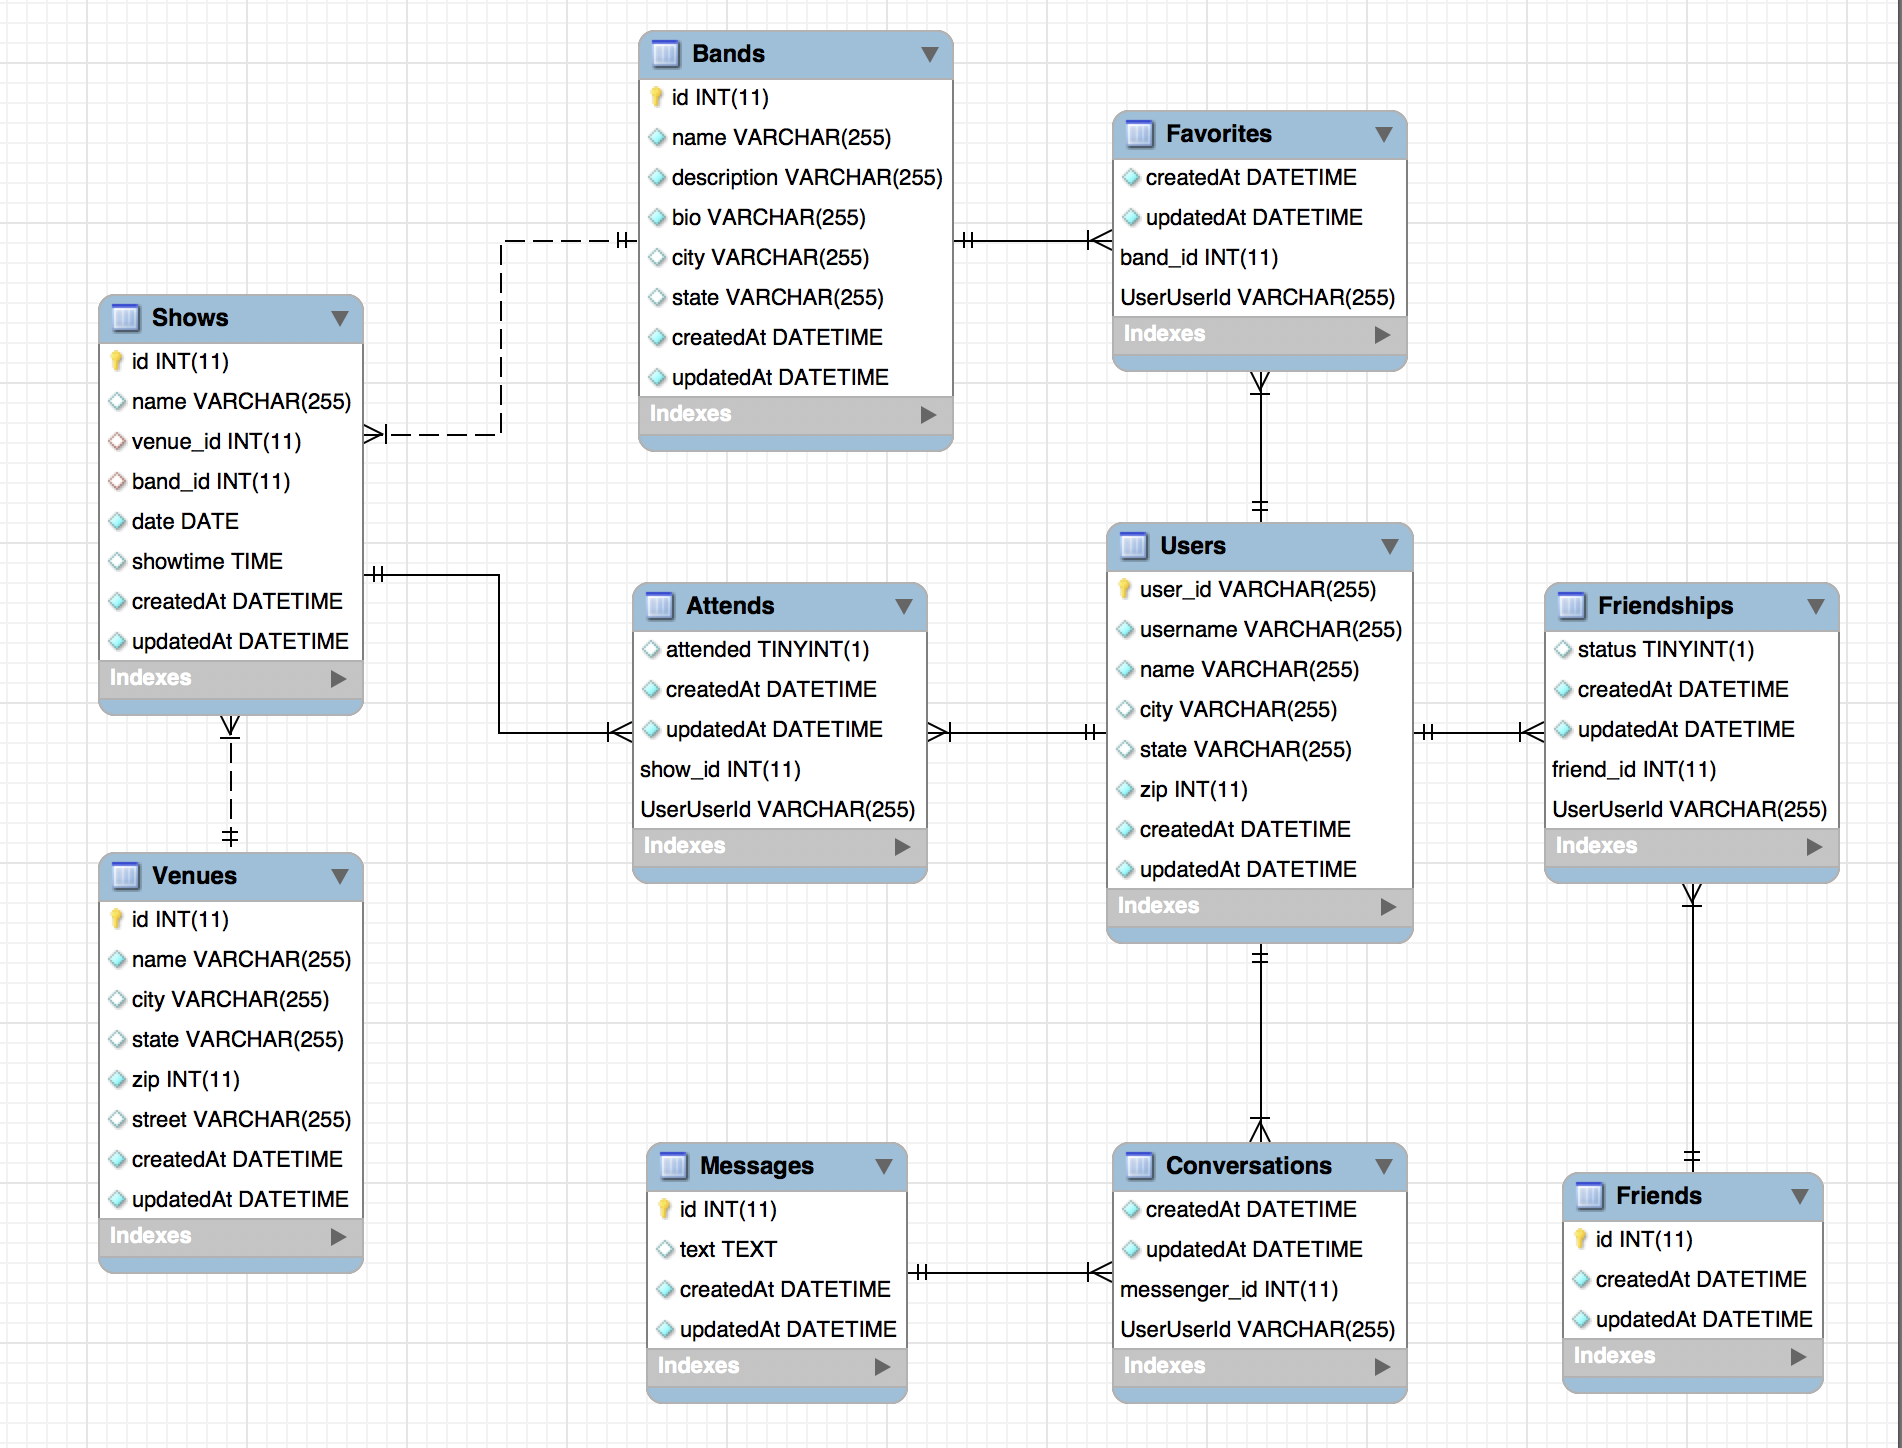 Bands
id INT(11)
name VARCHAR(255)
description VARCHAR(255)
bio VARCHAR(255)
city VARCHAR(255)
state VARCHAR(255)
createdAt DATETIME
updatedAt DATETIME
Indexes
Favorites
createdAt DATETIME
updatedAt DATETIME
band_id INT(11)
UserUserId VARCHAR(255)
Indexes
Shows
id INT(11)
name VARCHAR(255)
venue_id INT(11)
band_id INT(11)
date DATE
showtime TIME
createdAt DATETIME
updatedAt DATETIME
Indexes
Attends
attended TINYINT(1)
createdAt DATETIME
updatedAt DATETIME
show_id INT(11)
UserUserId VARCHAR(255)
Indexes
Users
user_id VARCHAR(255)
username VARCHAR(255)
name VARCHAR(255)
city VARCHAR(255)
state VARCHAR(255)
zip INT(11)
createdAt DATETIME
updatedAt DATETIME
Indexes
Friendships
status TINYINT(1)
createdAt DATETIME
updatedAt DATETIME
friend_id INT(11)
UserUserId VARCHAR(255)
Indexes
Venues
id INT(11)
name VARCHAR(255)
city VARCHAR(255)
state VARCHAR(255)
zip INT(11)
street VARCHAR(255)
createdAt DATETIME
updatedAt DATETIME
Indexes
Messages
id INT(11)
text TEXT
createdAt DATETIME
updatedAt DATETIME
Indexes
Conversations
createdAt DATETIME
updatedAt DATETIME
messenger_id INT(11)
UserUserId VARCHAR(255)
Indexes
Friends
id INT(11)
createdAt DATETIME
updatedAt DATETIME
Indexes